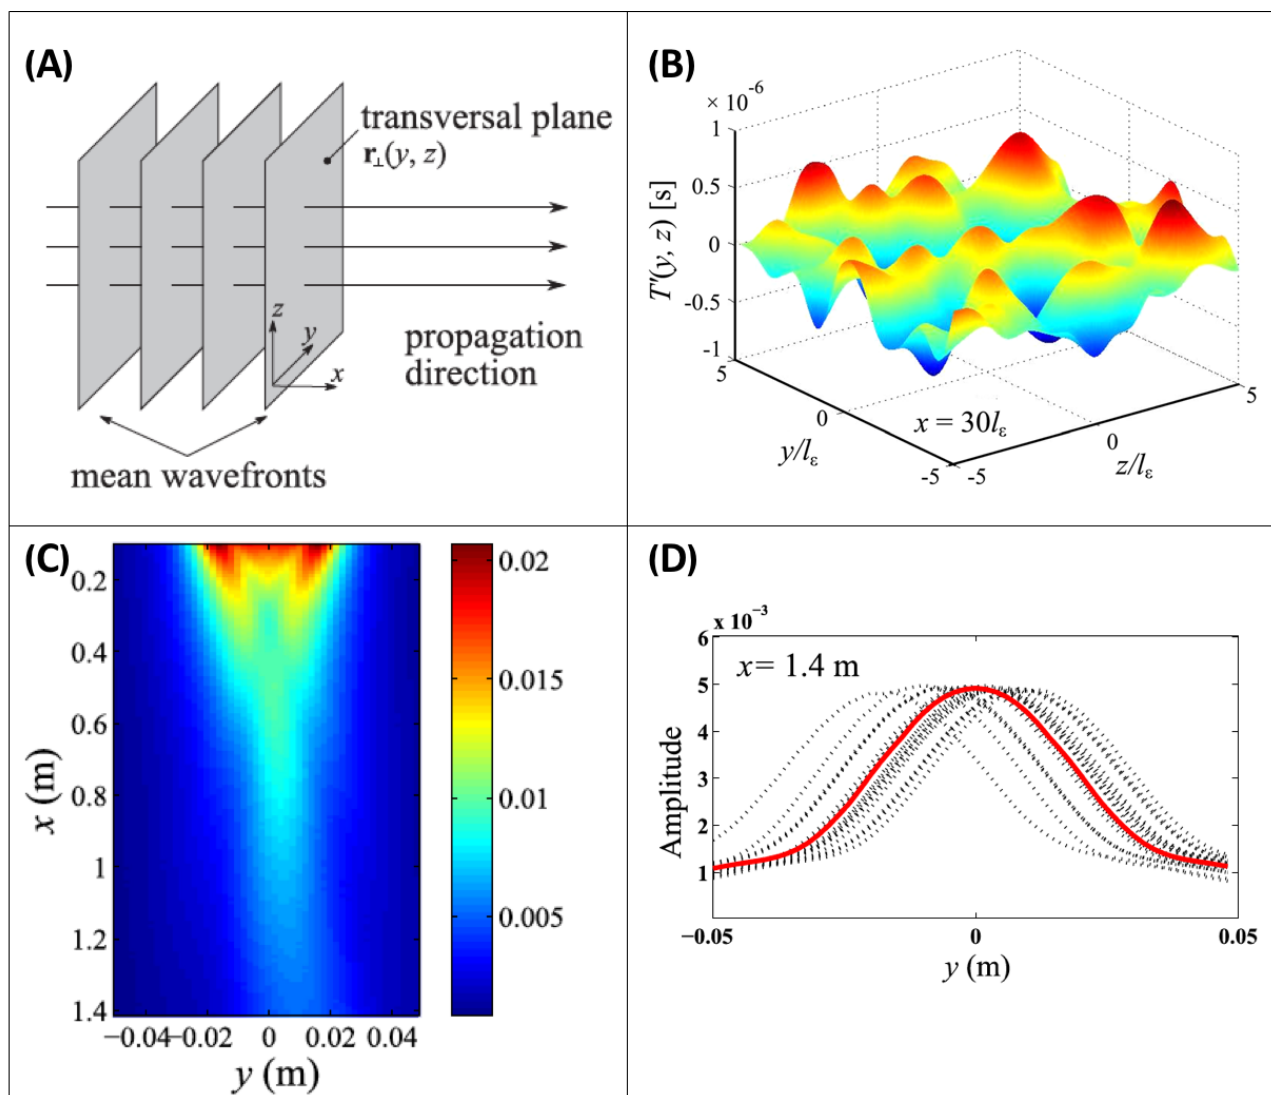 (A)
transversal plane
r⊥(y, z)
z
y
x
propagation
direction
mean wavefronts
(B)
× 10⁻⁶
1
0.5
0
-0.5
-1
T'(y, z) [s]
5
0
-5
y/lε
x = 30lε
-5
0
5
z/lε
(C)
0.2
0.4
0.6
0.8
1
1.2
1.4
x (m)
−0.04 −0.02 0 0.02 0.04
y (m)
0.02
0.015
0.01
0.005
(D)
x 10⁻³
6
5
4
3
2
1
Amplitude
x= 1.4 m
−0.05 0 0.05
y (m)